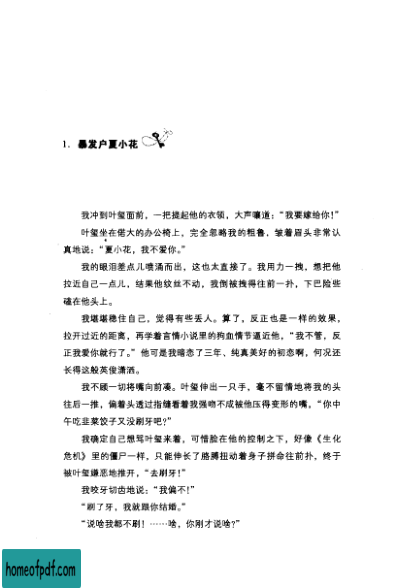 1. 暴发户夏小花
我冲到叶玺面前，一把提起他的衣领，大声嚷道：“我要嫁给你！”
叶玺坐在偌大的办公椅上，完全忽略我的粗鲁，皱着眉头非常认
真地说：“夏小花，我不爱你。”
我的眼泪差点儿喷涌而出，这也太直接了。我用力一拽，想把他
拉近自己一点儿，结果他纹丝不动，我倒被拽得往前一扑，下巴险些
磕在他头上。
我堪堪稳住自己，觉得有些丢人。算了，反正也是一样的效果，
拉开过近的距离，再学着言情小说里的狗血情节逼近他，“我不管，反
正我爱你就行了。”他可是我暗恋了三年、纯真美好的初恋啊，何况还
长得这般英俊潇洒。
我不顾一切将嘴向前凑。叶玺伸出一只手，毫不留情地将我的头
往后一推，偏着头透过指缝看着我强吻不成被他压得变形的嘴，“你中
午吃韭菜饺子又没刷牙吧？”
我确定自己想骂叶玺来着，可惜脸在他的控制之下，好像《生化
危机》里的僵尸一样，只能伸长了胳膊扭动着身子拼命往前扑，终于
被叶玺嫌恶地推开，“去刷牙！”
我咬牙切齿地说：“我偏不！”
“刷了牙，我就跟你结婚。”
“说啥我都不刷！……啥，你刚才说啥？”
homeofpdf.com